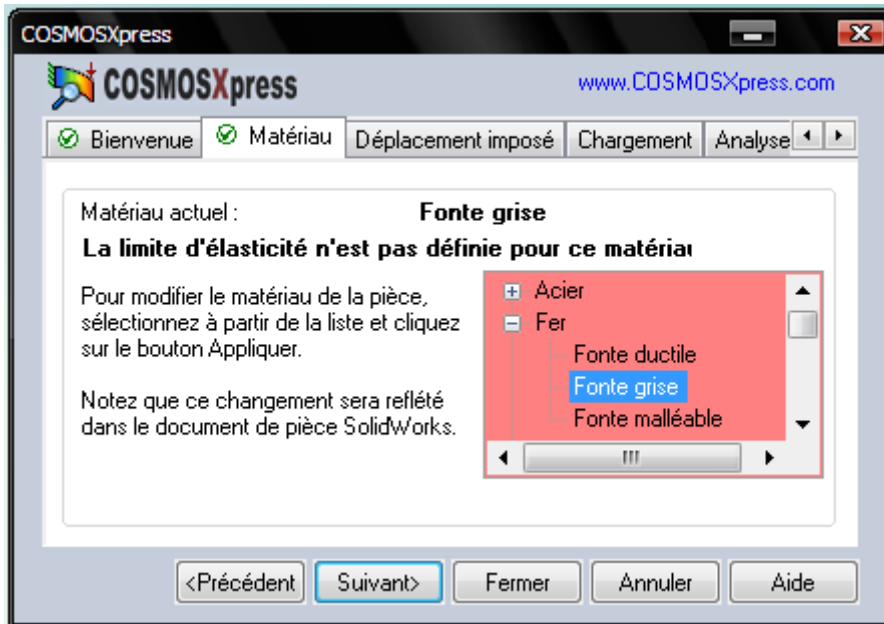 COSMOSXpress
COSMOSXpress
www.COSMOSXpress.com
Bienvenue
Matériau
Déplacement imposé
Chargement
Analyse
Matériau actuel :
Fonte grise
La limite d'élasticité n'est pas définie pour ce matériau
Pour modifier le matériau de la pièce,
sélectionnez à partir de la liste et cliquez
sur le bouton Appliquer.
Notez que ce changement sera reflété
dans le document de pièce SolidWorks.
Acier
Fer
Fonte ductile
Fonte grise
Fonte malléable
<Précédent
Suivant>
Fermer
Annuler
Aide